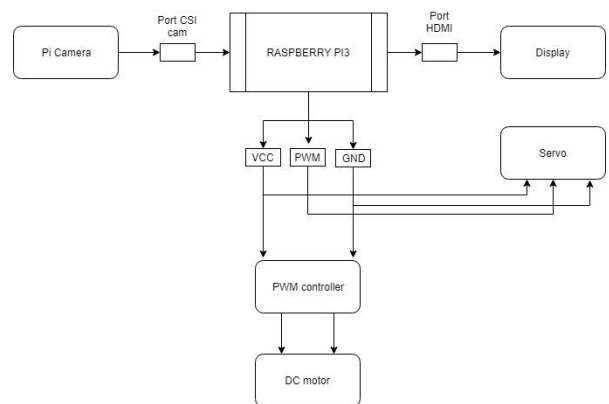 Port CSI
cam
Port
HDMI
Pi Camera
RASPBERRY PI3
Display
VCC
PWM
GND
Servo
PWM controller
DC motor